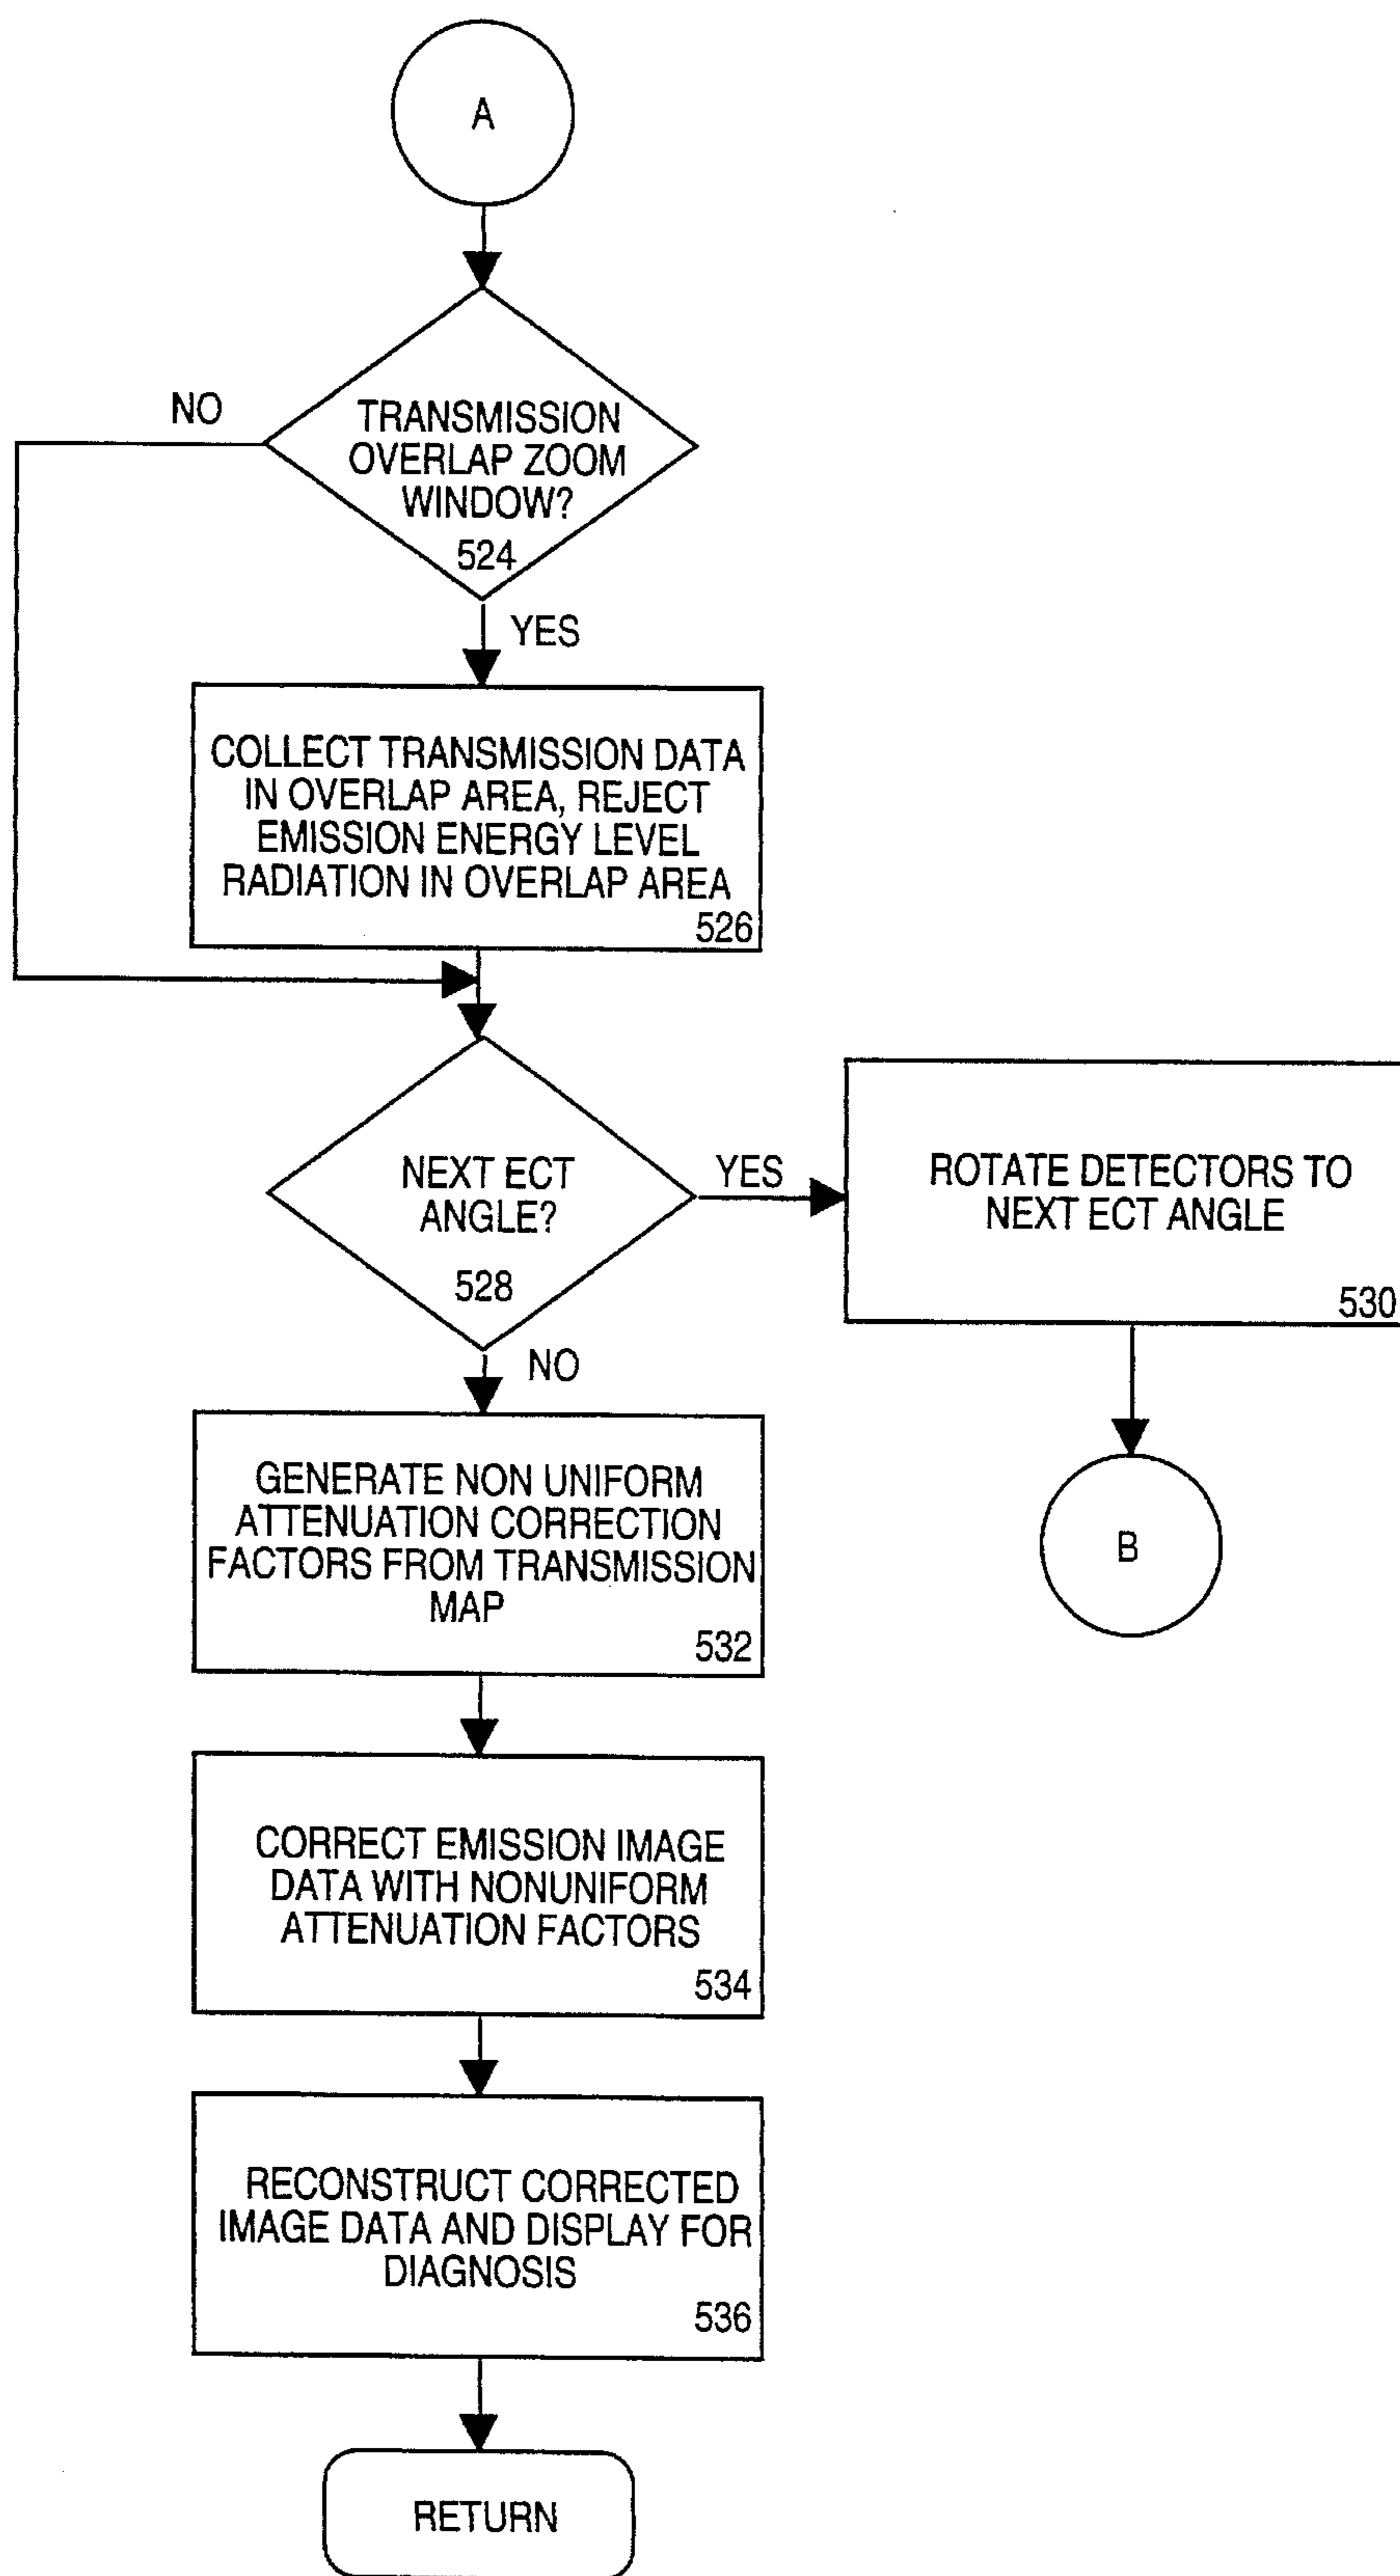 A
NO
TRANSMISSION
OVERLAP ZOOM
WINDOW?
524
YES
COLLECT TRANSMISSION DATA
IN OVERLAP AREA, REJECT
EMISSION ENERGY LEVEL
RADIATION IN OVERLAP AREA
526
NEXT ECT
ANGLE?
528
YES
ROTATE DETECTORS TO
NEXT ECT ANGLE
530
NO
B
GENERATE NON UNIFORM
ATTENUATION CORRECTION
FACTORS FROM TRANSMISSION
MAP
532
CORRECT EMISSION IMAGE
DATA WITH NONUNIFORM
ATTENUATION FACTORS
534
RECONSTRUCT CORRECTED
IMAGE DATA AND DISPLAY FOR
DIAGNOSIS
536
RETURN